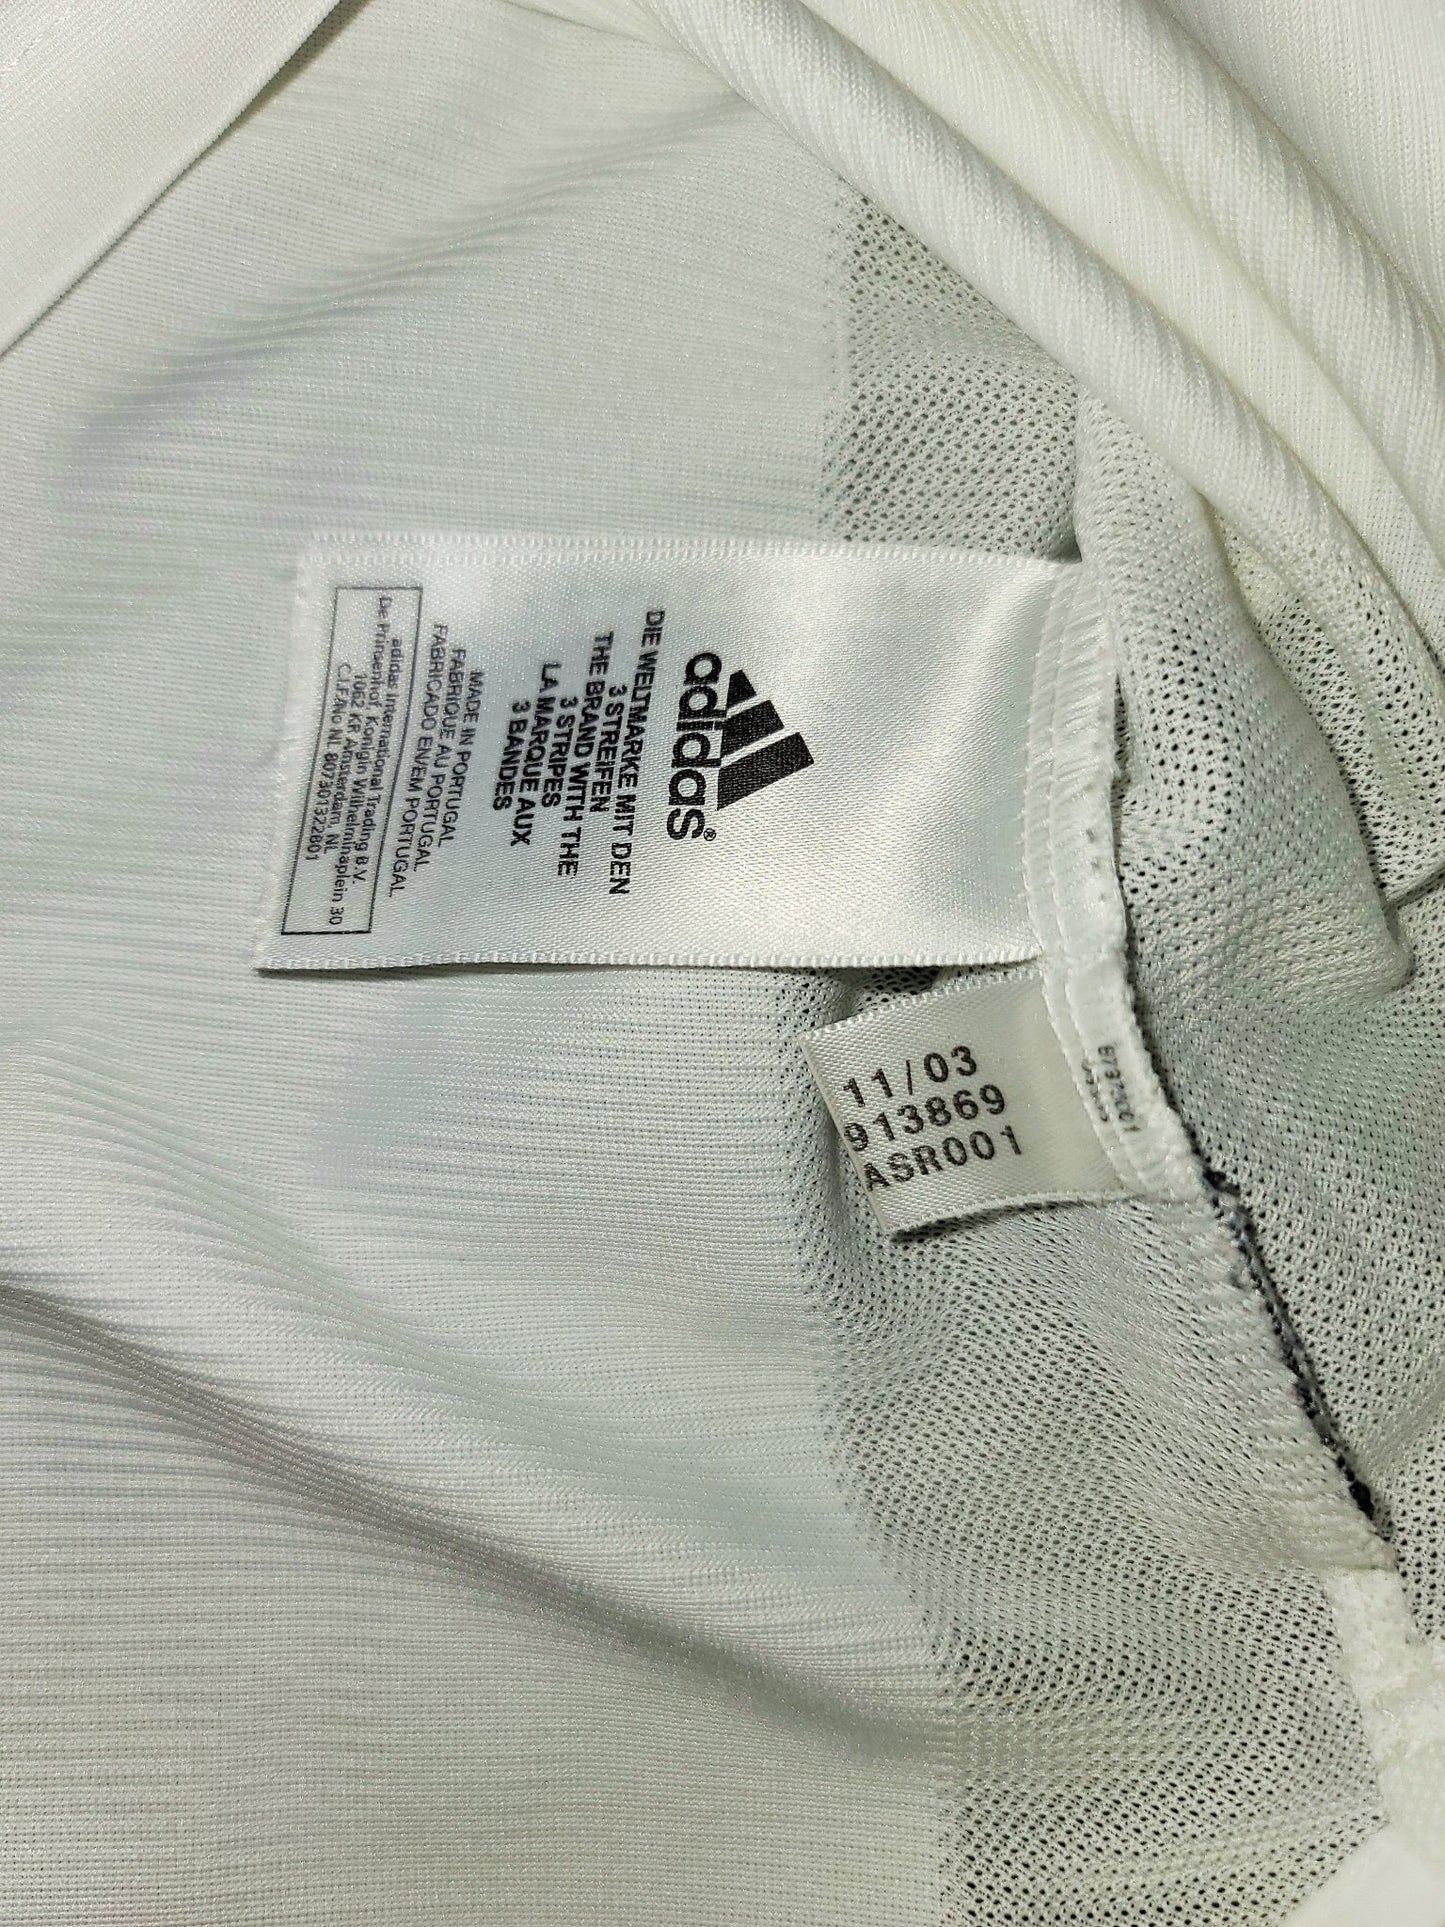 adidas®
DIE WELTMARKE MIT DEN
3 STREIFEN
THE BRAND WITH THE
3 STRIPES
LA MARQUE AUX
3 BANDES
MADE IN PORTUGAL
FABRIQUE AU PORTUGAL
FABRICADO EN/EM PORTUGAL
adidas International Trading B.V.
De Prinsenhof, Koningin Wilhelminaplein 30
1062 KR Amsterdam, NL
C.I.F./No NL 807301322B01
11/03
913869
ASR001